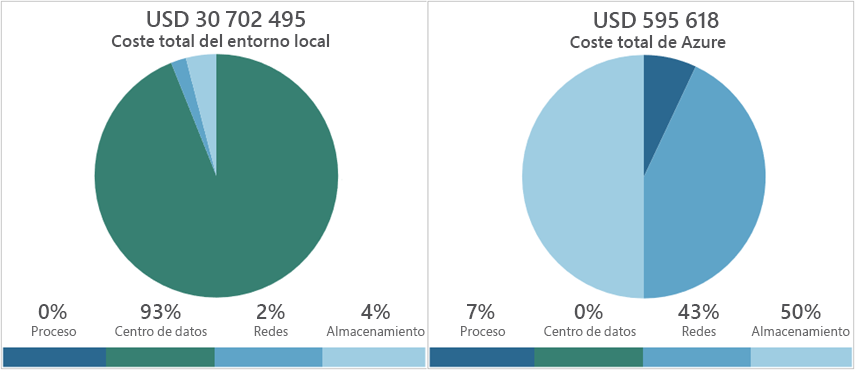 USD 30 702 495
Coste total del entorno local
0% 93% 2% 4%
Proceso Centro de datos Redes Almacenamiento
USD 595 618
Coste total de Azure
7% 0% 43% 50%
Proceso Centro de datos Redes Almacenamiento